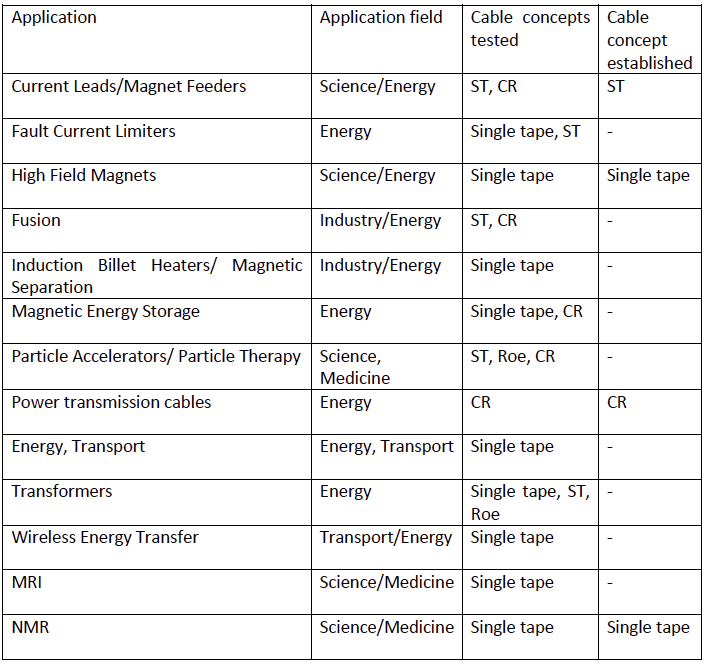 Application Application field Cable concepts tested Cable concept established
Current Leads/Magnet Feeders Science/Energy ST, CR ST
Fault Current Limiters Energy Single tape, ST -
High Field Magnets Science/Energy Single tape Single tape
Fusion Industry/Energy ST, CR -
Induction Billet Heaters/ Magnetic Separation Industry/Energy Single tape -
Magnetic Energy Storage Energy Single tape, CR -
Particle Accelerators/ Particle Therapy Science, Medicine ST, Roe, CR -
Power transmission cables Energy CR CR
Energy, Transport Energy, Transport Single tape -
Transformers Energy Single tape, ST, Roe -
Wireless Energy Transfer Transport/Energy Single tape -
MRI Science/Medicine Single tape -
NMR Science/Medicine Single tape Single tape